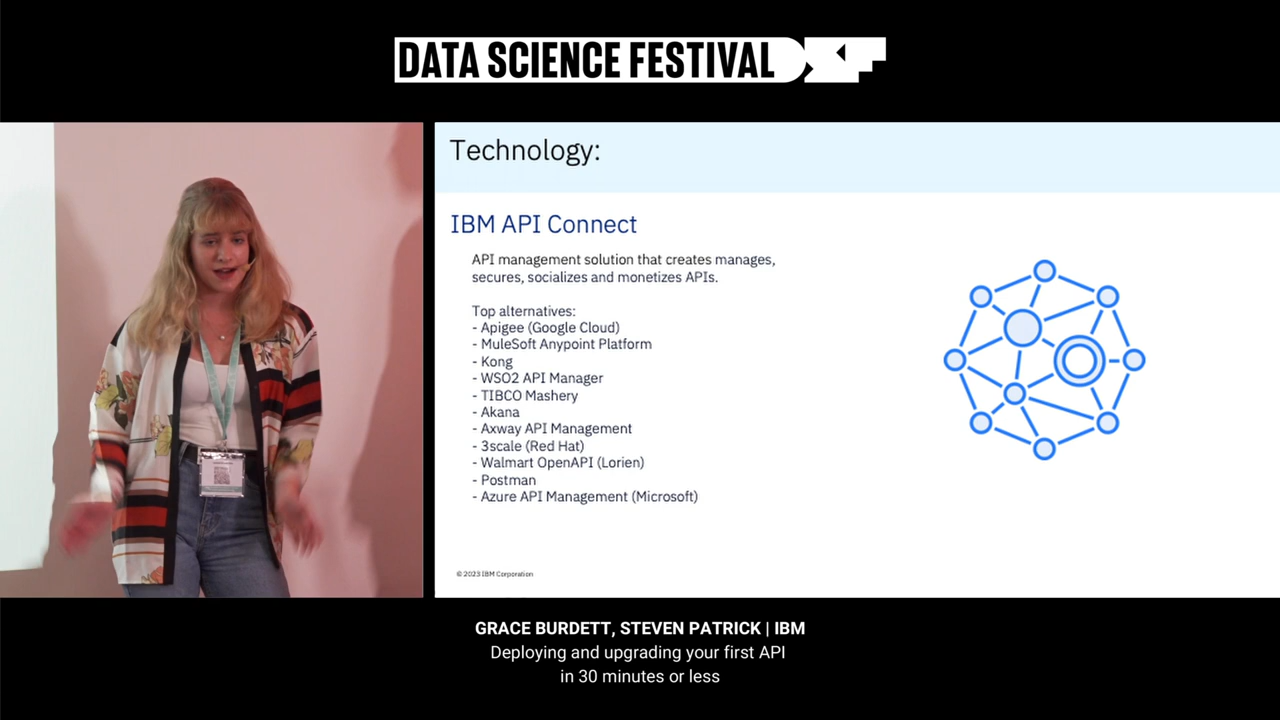 DATA SCIENCE FESTIVAL
Technology:
IBM API Connect
API management solution that creates manages,
secures, socializes and monetizes APIs.
Top alternatives:
- Apigee (Google Cloud)
- MuleSoft Anypoint Platform
- Kong
- WSO2 API Manager
- TIBCO Mashery
- Akana
- Axway API Management
- 3scale (Red Hat)
- Walmart OpenAPI (Lorien)
- Postman
- Azure API Management (Microsoft)
© 2023 IBM Corporation
GRACE BURDETT, STEVEN PATRICK | IBM
Deploying and upgrading your first API
in 30 minutes or less